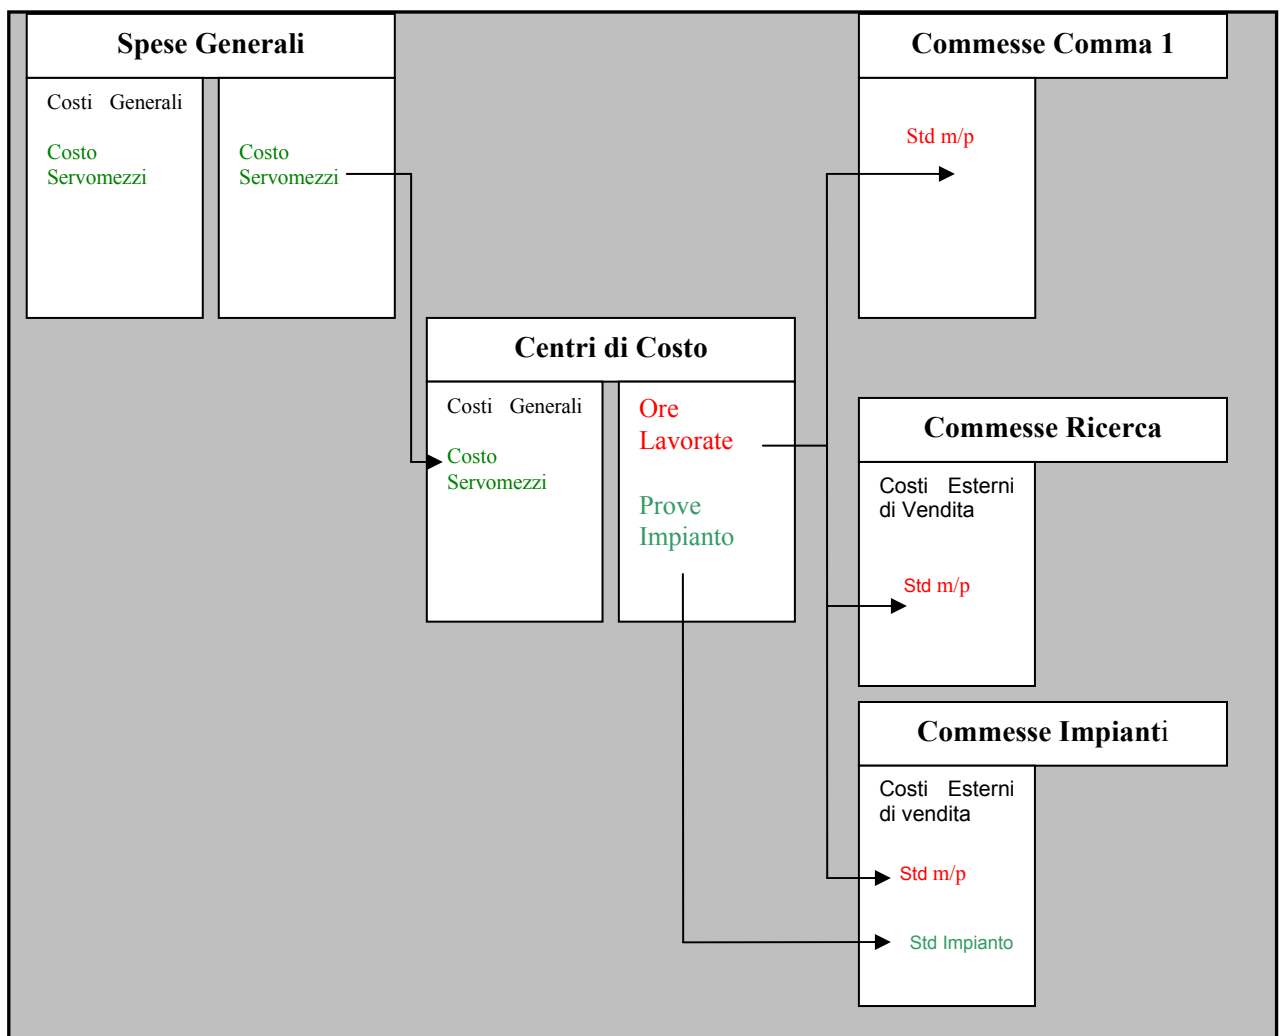 Spese Generali
Costi Generali
Costo
Servomezzi
Costo
Servomezzi
Commesse Comma 1
Std m/p
Centri di Costo
Costi Generali
Costo
Servomezzi
Ore
Lavorate
Prove
Impianto
Commesse Ricerca
Costi Esterni
di Vendita
Std m/p
Commesse Impianti
Costi Esterni
di vendita
Std m/p
Std Impianto